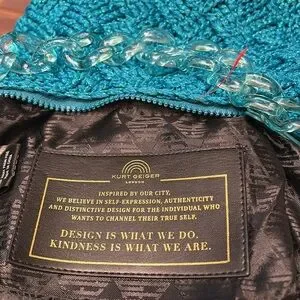 KURT GEIGER
LONDON
INSPIRED BY OUR CITY,
WE BELIEVE IN SELF-EXPRESSION, AUTHENTICITY
AND DISTINCTIVE DESIGN FOR THE INDIVIDUAL WHO
WANTS TO CHANNEL THEIR TRUE SELF.
DESIGN IS WHAT WE DO.
KINDNESS IS WHAT WE ARE.